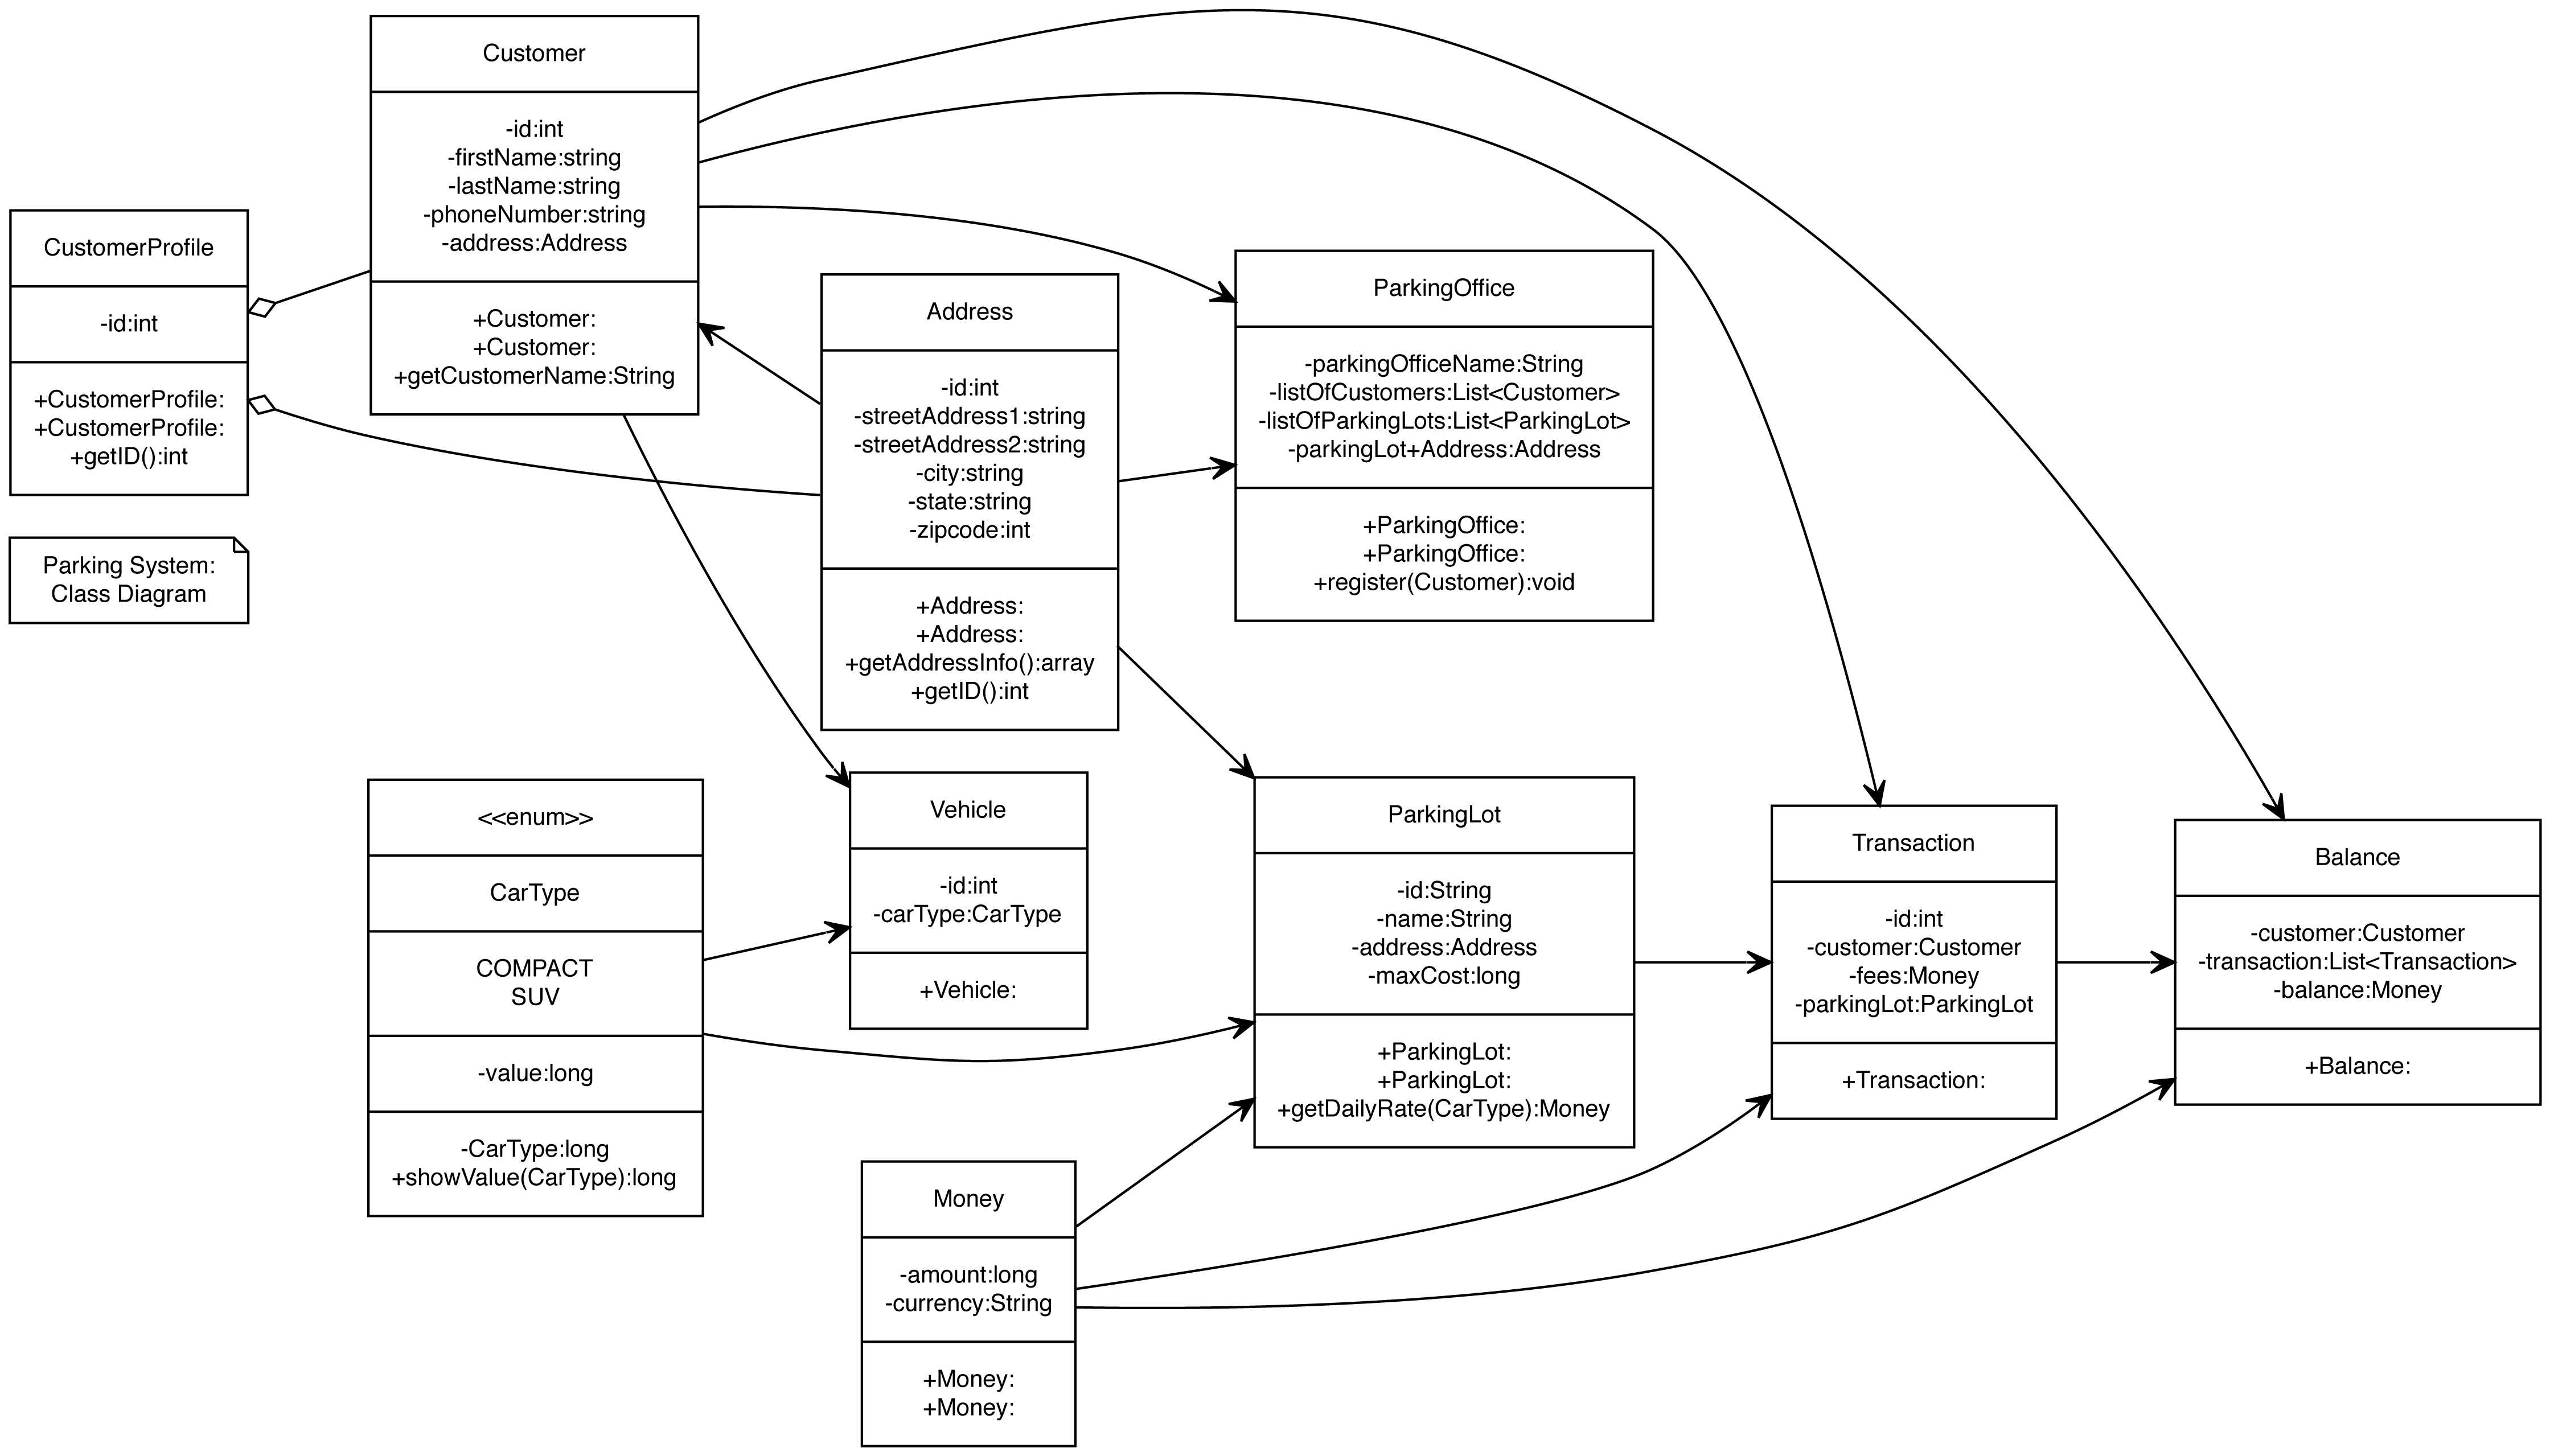 Customer
-id:int
-firstName:string
-lastName:string
-phoneNumber:string
-address:Address
+Customer:
+Customer:
+getCustomerName:String
CustomerProfile
-id:int
+CustomerProfile:
+CustomerProfile:
+getID():int
Parking System:
Class Diagram
Address
-id:int
-streetAddress1:string
-streetAddress2:string
-city:string
-state:string
-zipcode:int
+Address:
+Address:
+getAddressInfo():array
+getID():int
ParkingOffice
-parkingOfficeName:String
-listOfCustomers:List<Customer>
-listOfParkingLots:List<ParkingLot>
-parkingLot+Address:Address
+ParkingOffice:
+ParkingOffice:
+register(Customer):void
<<enum>>
CarType
COMPACT
SUV
-value:long
-CarType:long
+showValue(CarType):long
Vehicle
-id:int
-carType:CarType
+Vehicle:
ParkingLot
-id:String
-name:String
-address:Address
-maxCost:long
+ParkingLot:
+ParkingLot:
+getDailyRate(CarType):Money
Transaction
-id:int
-customer:Customer
-fees:Money
-parkingLot:ParkingLot
+Transaction:
Balance
-customer:Customer
-transaction:List<Transaction>
-balance:Money
+Balance:
Money
-amount:long
-currency:String
+Money:
+Money: